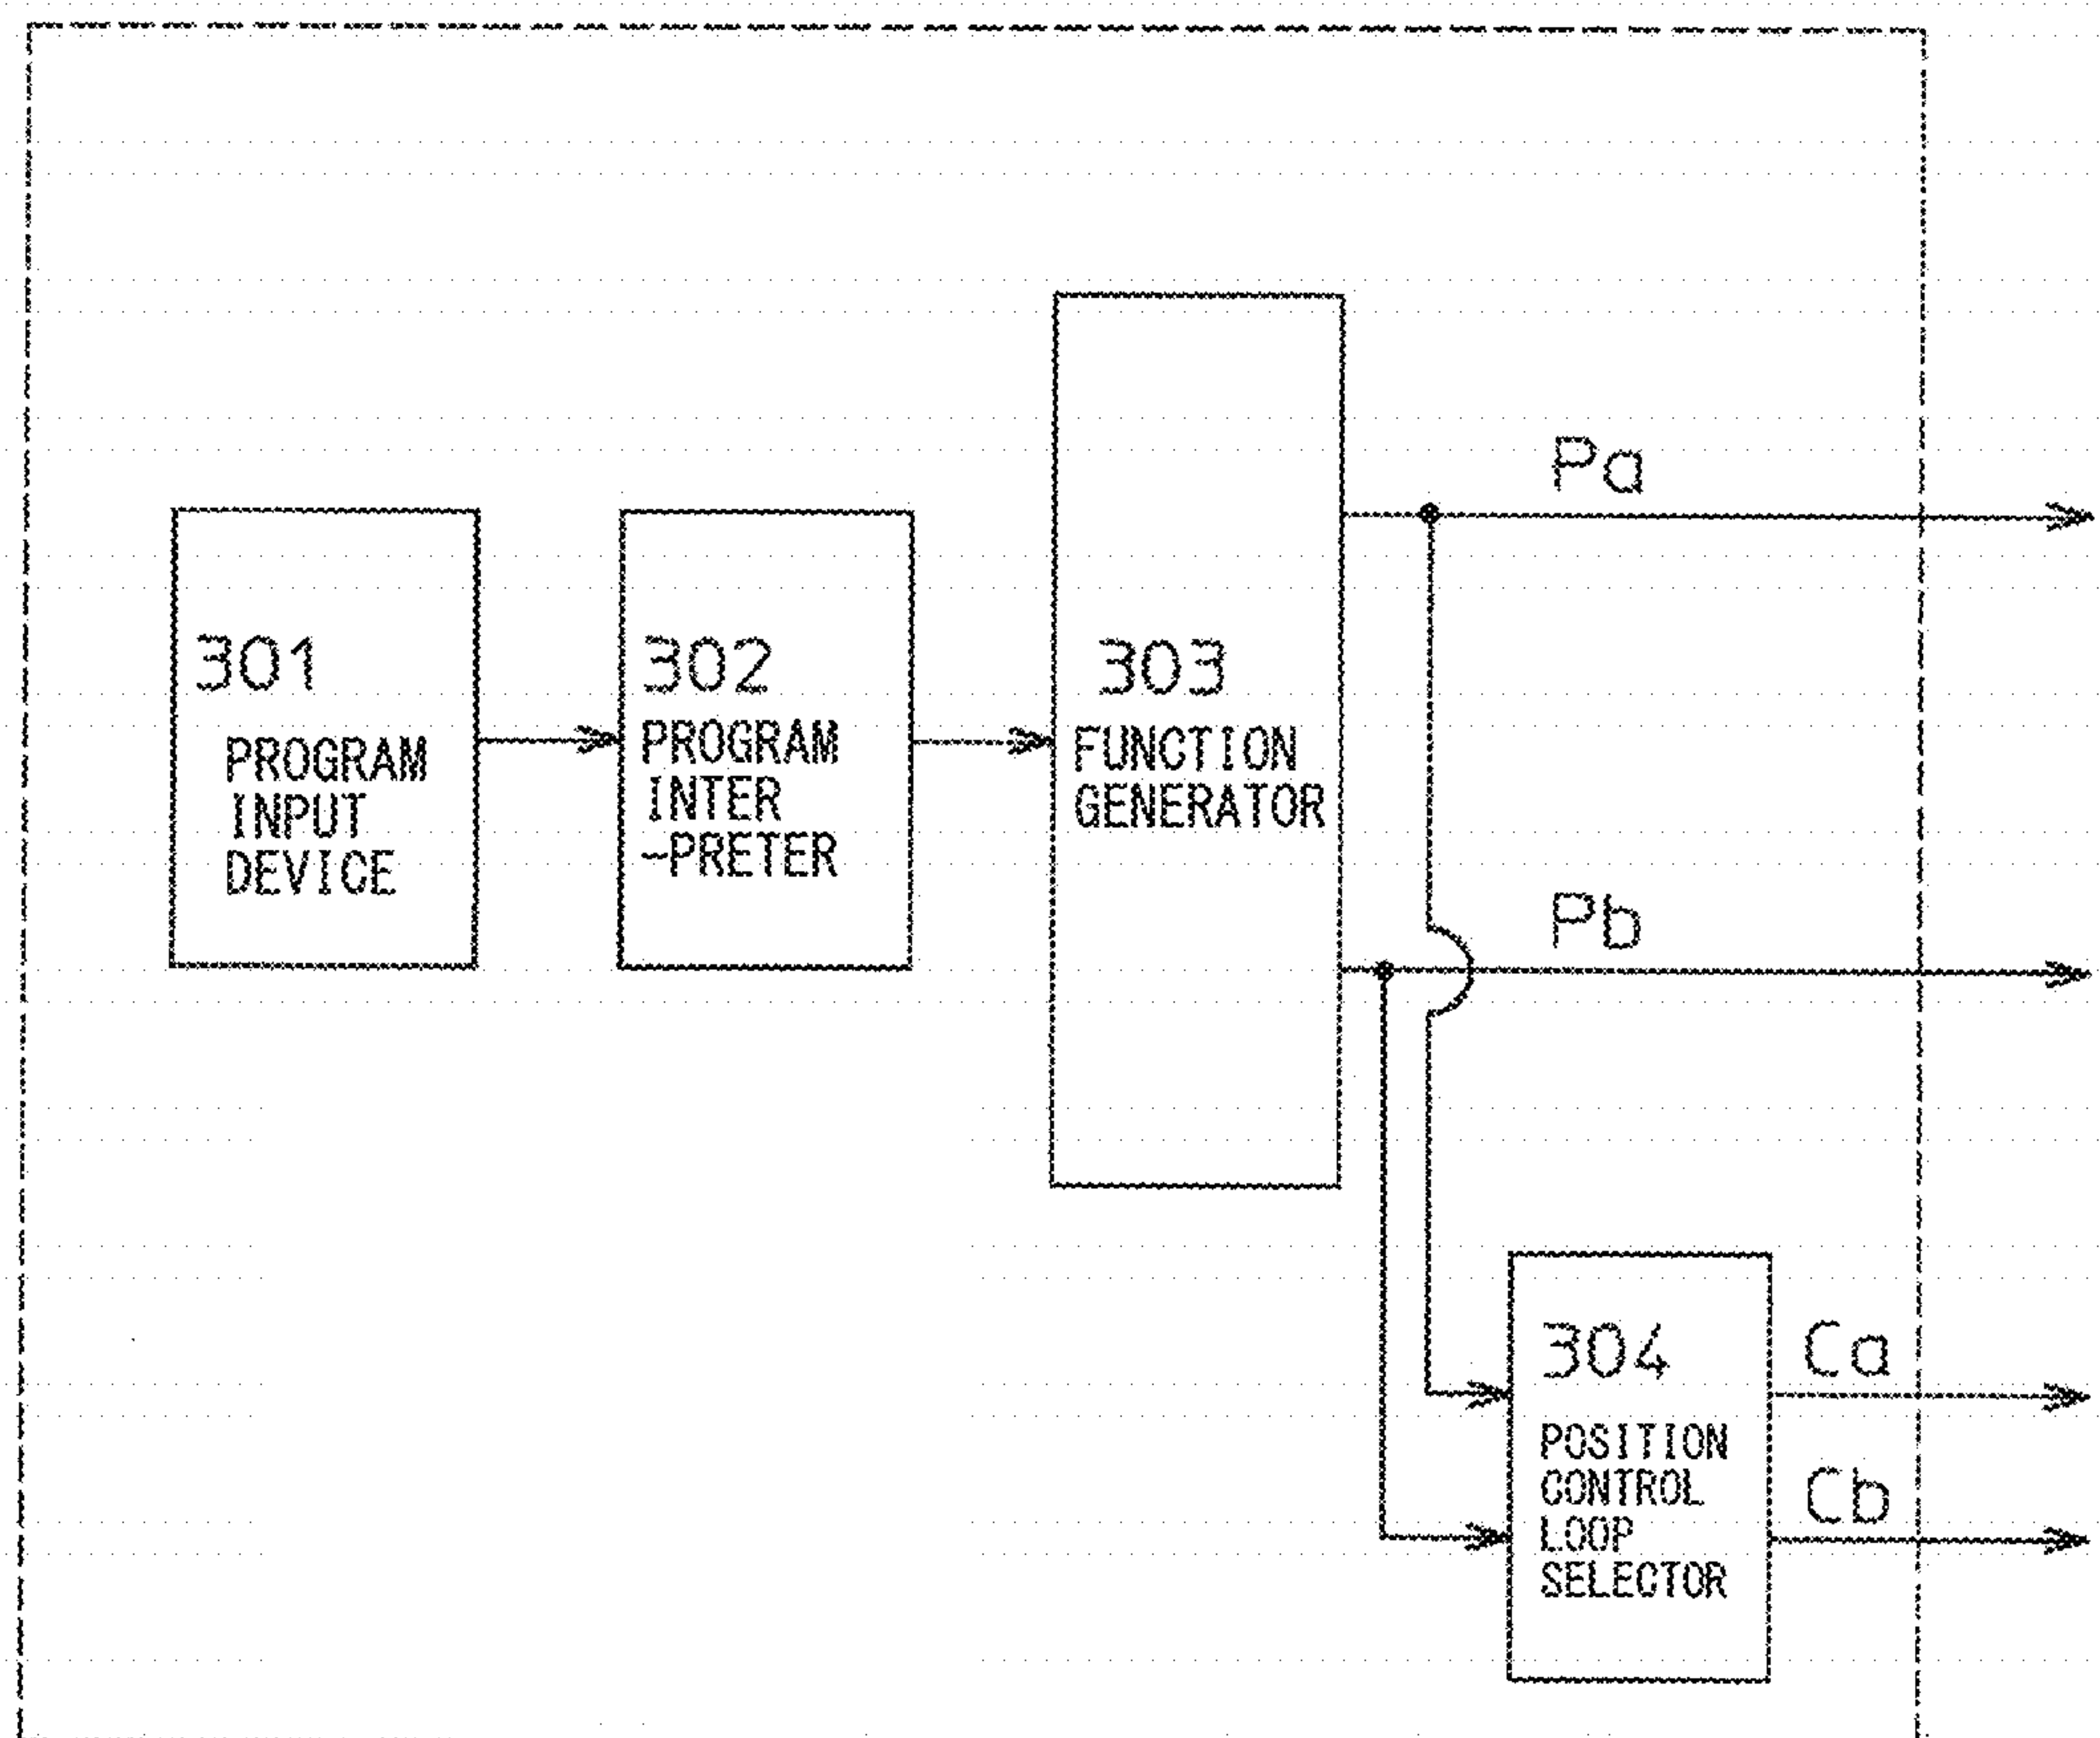 301
PROGRAM
INPUT
DEVICE
302
PROGRAM
INTER
-PRETER
303
FUNCTION
GENERATOR
Pa
Pb
304
POSITION
CONTROL
LOOP
SELECTOR
Ca
Cb